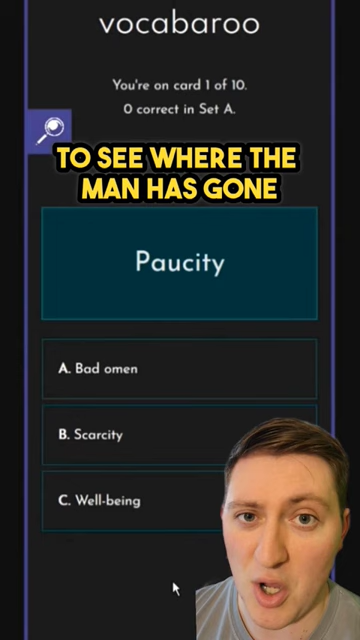 vocabaroo
You're on card 1 of 10.
0 correct in Set A.
TO SEE WHERE THE
MAN HAS GONE
Paucity
A. Bad omen
B. Scarcity
C. Well-being